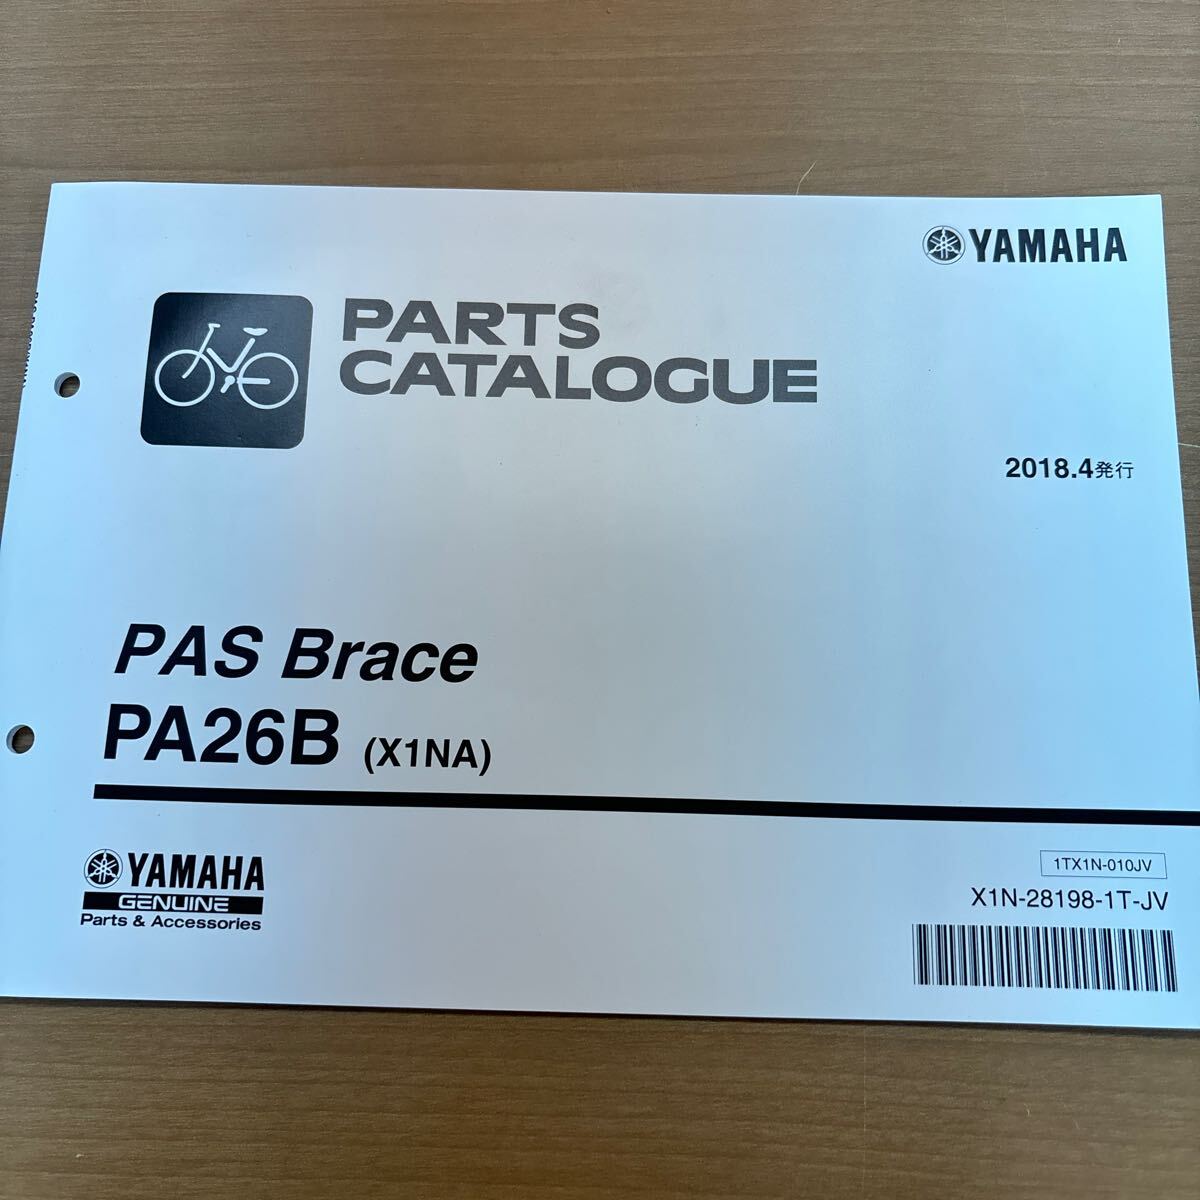 YAMAHA
PARTS
CATALOGUE
2018.4発行
PAS Brace
PA26B (X1NA)
YAMAHA
GENUINE
Parts & Accessories
1TX1N-010JV
X1N-28198-1T-JV